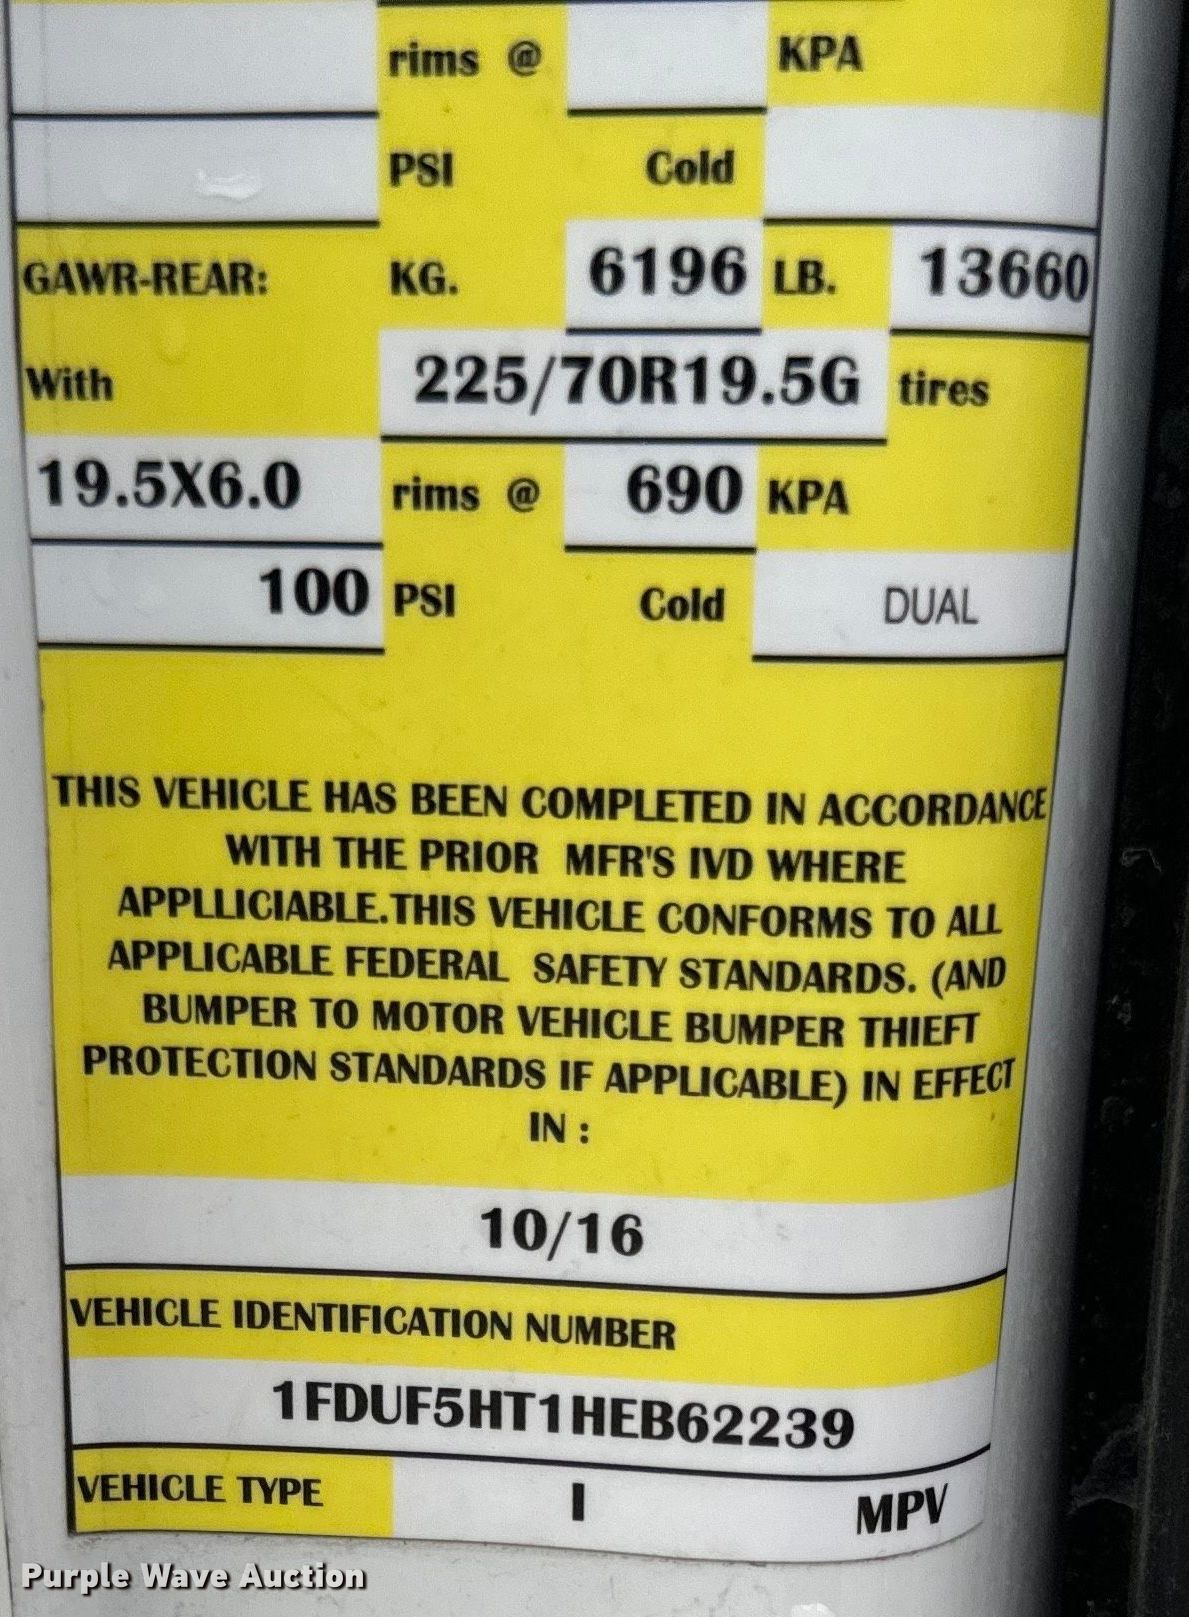 rims @ KPA
PSI Cold
GAWR-REAR: KG. 6196 LB. 13660
With 225/70R19.5G tires
19.5X6.0 rims @ 690 KPA
100 PSI Cold DUAL
THIS VEHICLE HAS BEEN COMPLETED IN ACCORDANCE
WITH THE PRIOR MFR'S IVD WHERE
APPLLICIABLE.THIS VEHICLE CONFORMS TO ALL
APPLICABLE FEDERAL SAFETY STANDARDS. (AND
BUMPER TO MOTOR VEHICLE BUMPER THIEFT
PROTECTION STANDARDS IF APPLICABLE) IN EFFECT
IN :
10/16
VEHICLE IDENTIFICATION NUMBER
1FDUF5HT1HEB62239
VEHICLE TYPE I MPV
Purple Wave Auction